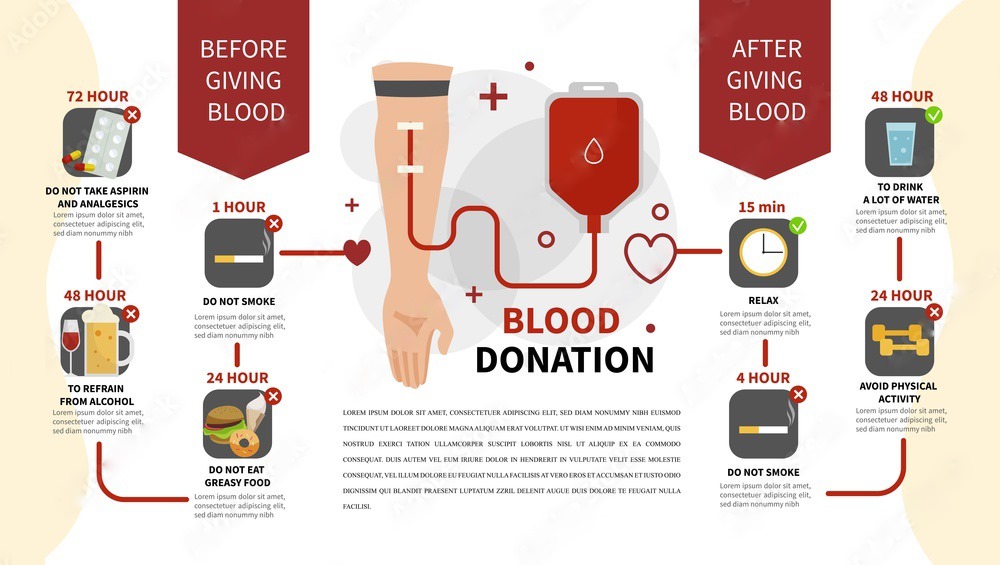 BEFORE
GIVING
BLOOD
72 HOUR
DO NOT TAKE ASPIRIN
AND ANALGESICS
Lorem ipsum dolor sit amet,
consectetuer adipiscing elit,
sed diam nonummy nibh
48 HOUR
TO REFRAIN
FROM ALCOHOL
Lorem ipsum dolor sit amet,
consectetuer adipiscing elit,
sed diam nonummy nibh
1 HOUR
DO NOT SMOKE
Lorem ipsum dolor sit amet,
consectetuer adipiscing elit,
sed diam nonummy nibh
24 HOUR
DO NOT EAT
GREASY FOOD
Lorem ipsum dolor sit amet,
consectetuer adipiscing elit,
sed diam nonummy nibh
BLOOD
DONATION
LOREM IPSUM DOLOR SIT AMET, CONSECTETUER ADIPISCING ELIT, SED DIAM NONUMMY NIBH EUISMOD
TINCIDUNT UT LAOREET DOLORE MAGNA ALIQUAM ERAT VOLUTPAT. UT WISI ENIM AD MINIM VENIAM, QUIS
NOSTRUD EXERCI TATION ULLAMCORPER SUSCIPIT LOBORTIS NISL UT ALIQUIP EX EA COMMODO
CONSEQUAT. DUIS AUTEM VEL EUM IRIURE DOLOR IN HENDRERIT IN VULPUTATE VELIT ESSE MOLESTIE
CONSEQUAT, VEL ILLUM DOLORE EU FEUGIAT NULLA FACILISIS AT VERO EROS ET ACCUMSAN ET IUSTO ODIO
DIGNISSIM QUI BLANDIT PRAESENT LUPTATUM ZZRIL DELENIT AUGUE DUIS DOLORE TE FEUGAIT NULLA
FACILISI.
AFTER
GIVING
BLOOD
15 min
RELAX
Lorem ipsum dolor sit amet,
consectetuer adipiscing elit,
sed diam nonummy nibh
4 HOUR
DO NOT SMOKE
Lorem ipsum dolor sit amet,
consectetuer adipiscing elit,
sed diam nonummy nibh
48 HOUR
TO DRINK
A LOT OF WATER
Lorem ipsum dolor sit amet,
consectetuer adipiscing elit,
sed diam nonummy nibh
24 HOUR
AVOID PHYSICAL
ACTIVITY
Lorem ipsum dolor sit amet,
consectetuer adipiscing elit,
sed diam nonummy nibh